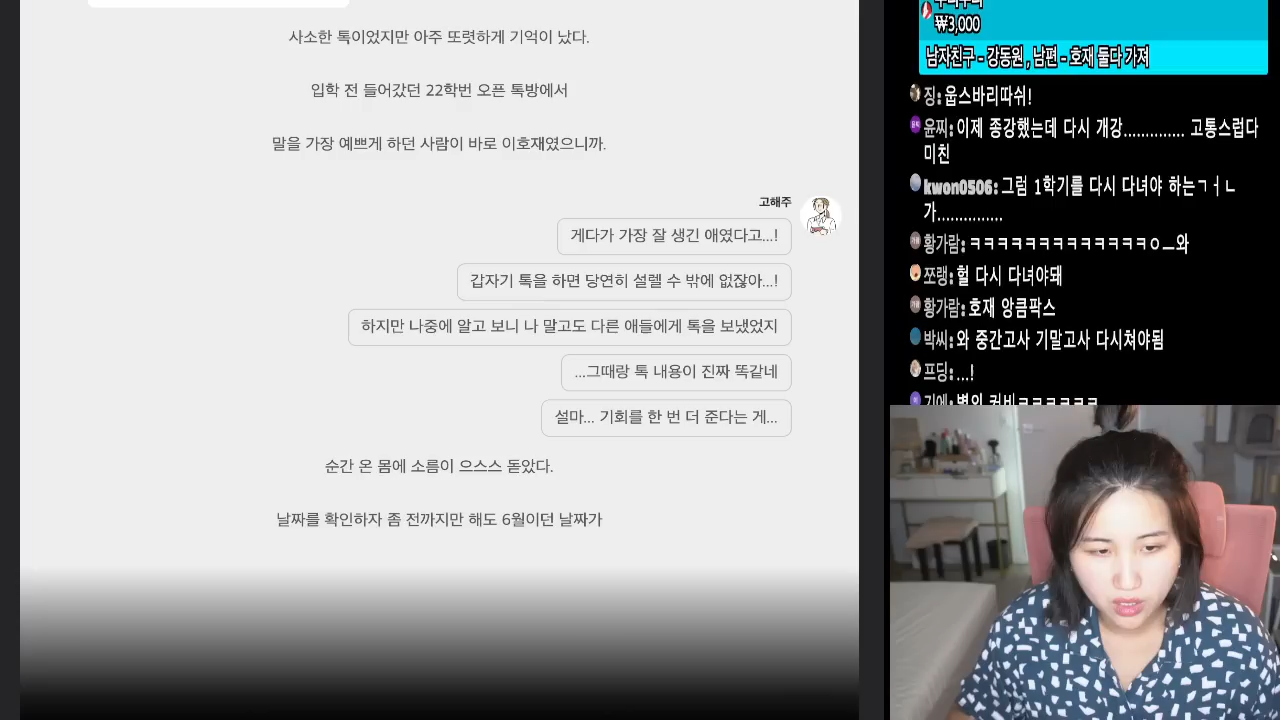 사소한 톡이었지만 아주 또렷하게 기억이 났다.
입학 전 들어갔던 22학번 오픈 톡방에서
말을 가장 예쁘게 하던 사람이 바로 이호재였으니까.
고해주
게다가 가장 잘 생긴 애였다고...!
갑자기 톡을 하면 당연히 설렐 수 밖에 없잖아...!
하지만 나중에 알고 보니 나 말고도 다른 애들에게 톡을 보냈었지
...그때랑 톡 내용이 진짜 똑같네
설마... 기회를 한 번 더 준다는 게...
순간 온 몸에 소름이 으스스 돋았다.
날짜를 확인하자 좀 전까지만 해도 6월이던 날짜가
₩3,000
남자친구 - 강동원 , 남편 - 호재 둘다 가져
징: 웁스바리따쉬!
윤찌: 이제 종강했는데 다시 개강.............. 고통스럽다
미친
kwon0506: 그럼 1학기를 다시 다녀야 하는ㄱㅓㄴ
가...............
황가람: ㅋㅋㅋㅋㅋㅋㅋㅋㅋㅋㅋㅋㅋㅇㅡ와
쪼랭: 헐 다시 다녀야돼
황가람: 호재 앙큼팍스
박씨: 와 중간고사 기말고사 다시쳐야됨
프딩: ...!